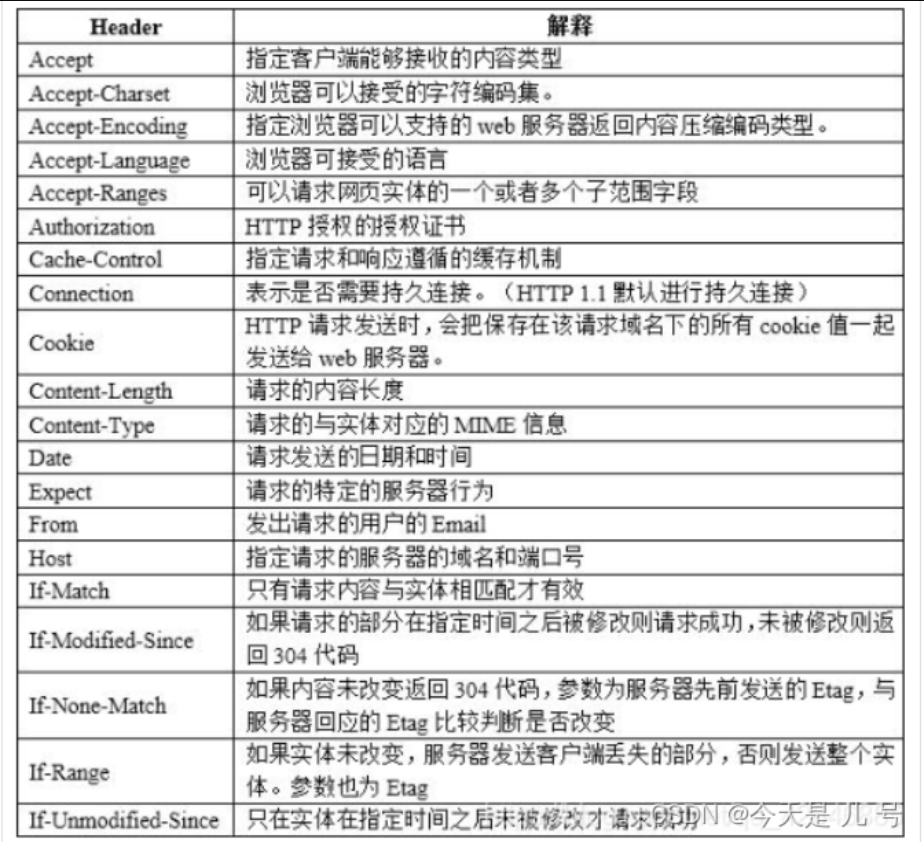 Header 解释
Accept 指定客户端能够接收的内容类型
Accept-Charset 浏览器可以接受的字符编码集。
Accept-Encoding 指定浏览器可以支持的 web 服务器返回内容压缩编码类型。
Accept-Language 浏览器可接受的语言
Accept-Ranges 可以请求网页实体的一个或者多个子范围字段
Authorization HTTP 授权的授权证书
Cache-Control 指定请求和响应遵循的缓存机制
Connection 表示是否需要持久连接。（HTTP 1.1 默认进行持久连接）
Cookie HTTP 请求发送时，会把保存在该请求域名下的所有 cookie 值一起
发送给 web 服务器。
Content-Length 请求的内容长度
Content-Type 请求的与实体对应的 MIME 信息
Date 请求发送的日期和时间
Expect 请求的特定的服务器行为
From 发出请求的用户的 Email
Host 指定请求的服务器的域名和端口号
If-Match 只有请求内容与实体相匹配才有效
If-Modified-Since 如果请求的部分在指定时间之后被修改则请求成功，未被修改则返
回 304 代码
If-None-Match 如果内容未改变返回 304 代码，参数为服务器先前发送的 Etag，与
服务器回应的 Etag 比较判断是否改变
If-Range 如果实体未改变，服务器发送客户端丢失的部分，否则发送整个实
体。参数也为 Etag
If-Unmodified-Since 只在实体在指定时间之后未被修改才请求成功
CSDN @今天是/几号